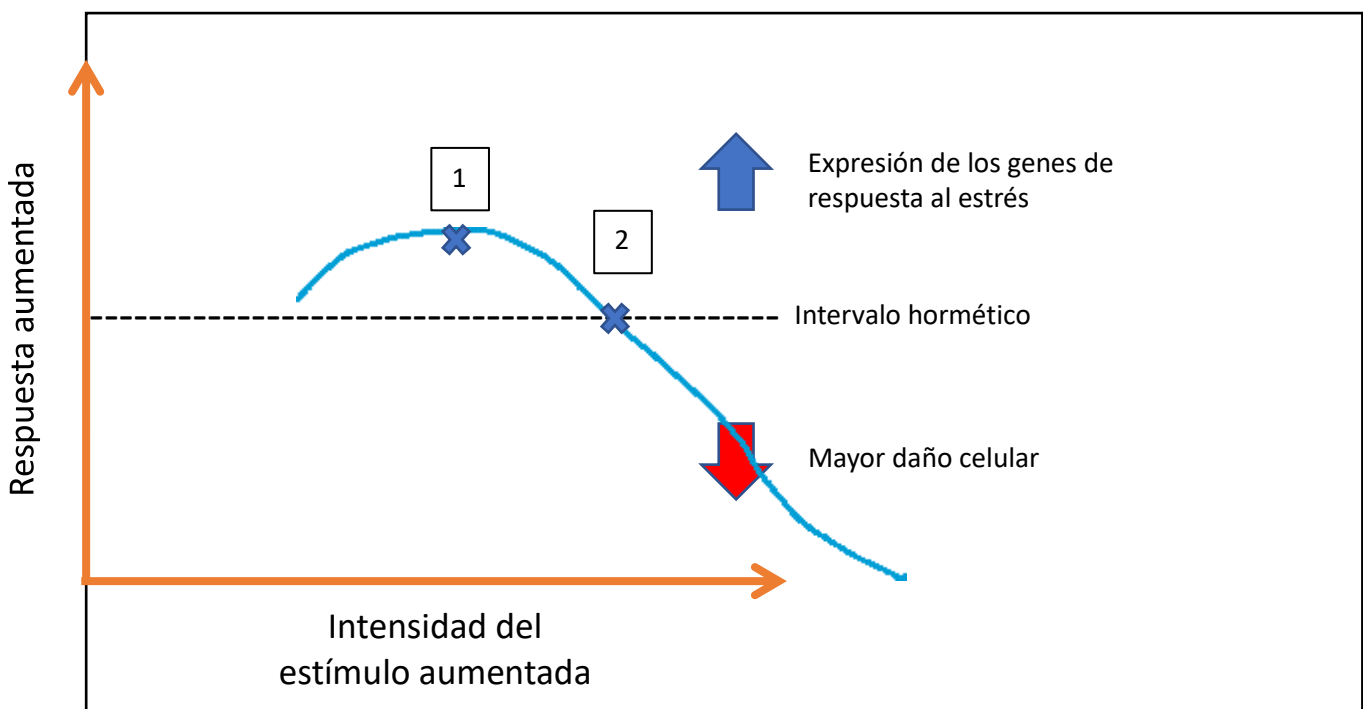 Respuesta aumentada
1
2
Expresión de los genes de
respuesta al estrés
Intervalo hormético
Mayor daño celular
Intensidad del
estímulo aumentada